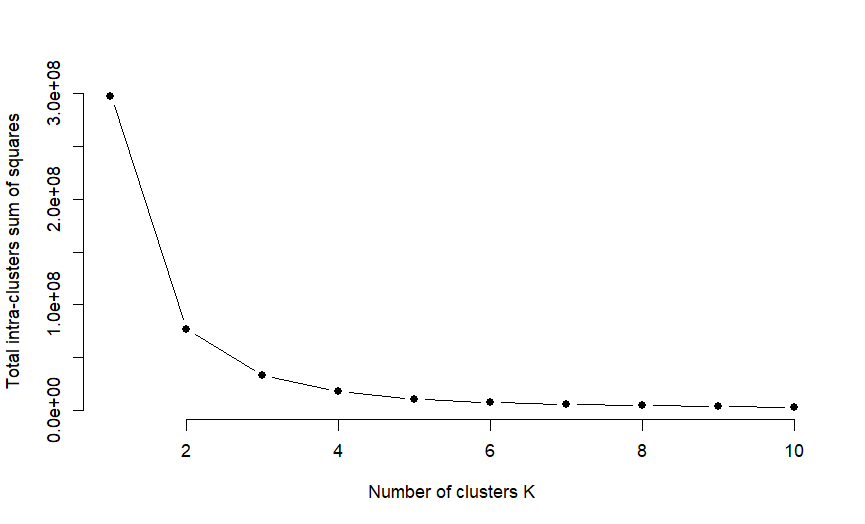 Total intra-clusters sum of squares
3.0e+08
2.0e+08
1.0e+08
0.0e+00
2 4 6 8 10
Number of clusters K